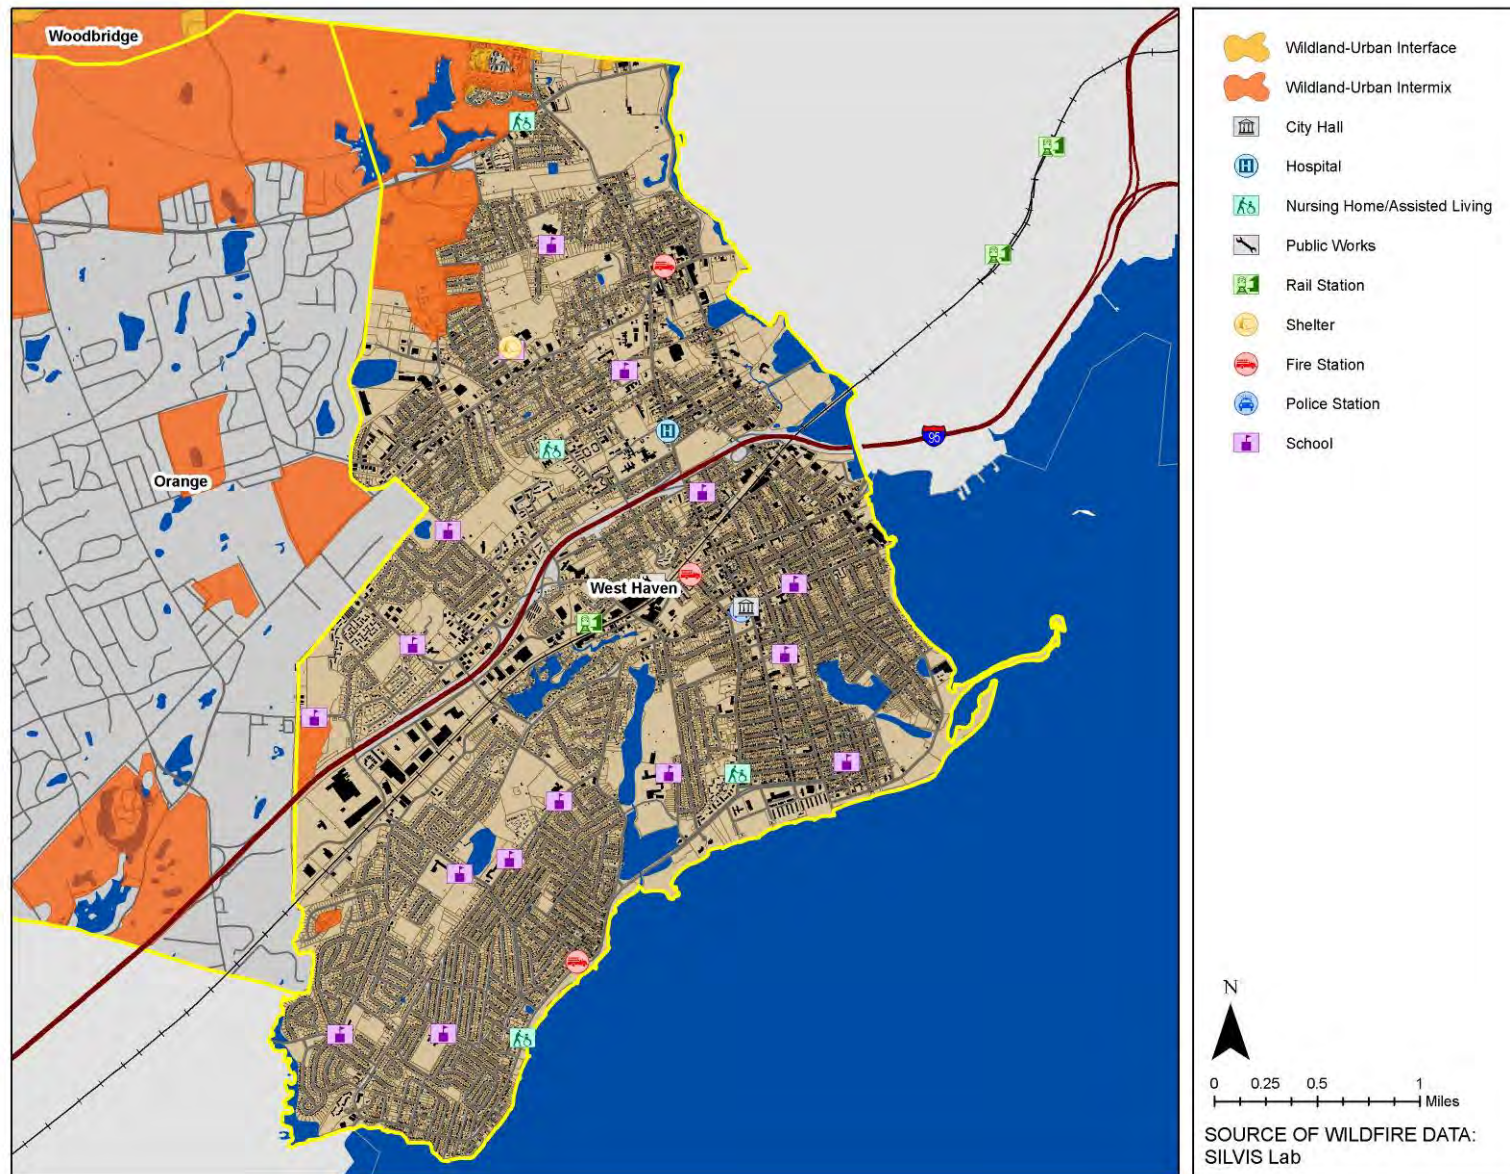 Woodbridge
Orange
West Haven
95
Wildland-Urban Interface
Wildland-Urban Intermix
City Hall
H
Hospital
Nursing Home/Assisted Living
Public Works
Rail Station
Shelter
Fire Station
Police Station
School
N
0 0.25 0.5 1
Miles
SOURCE OF WILDFIRE DATA:
SILVIS Lab